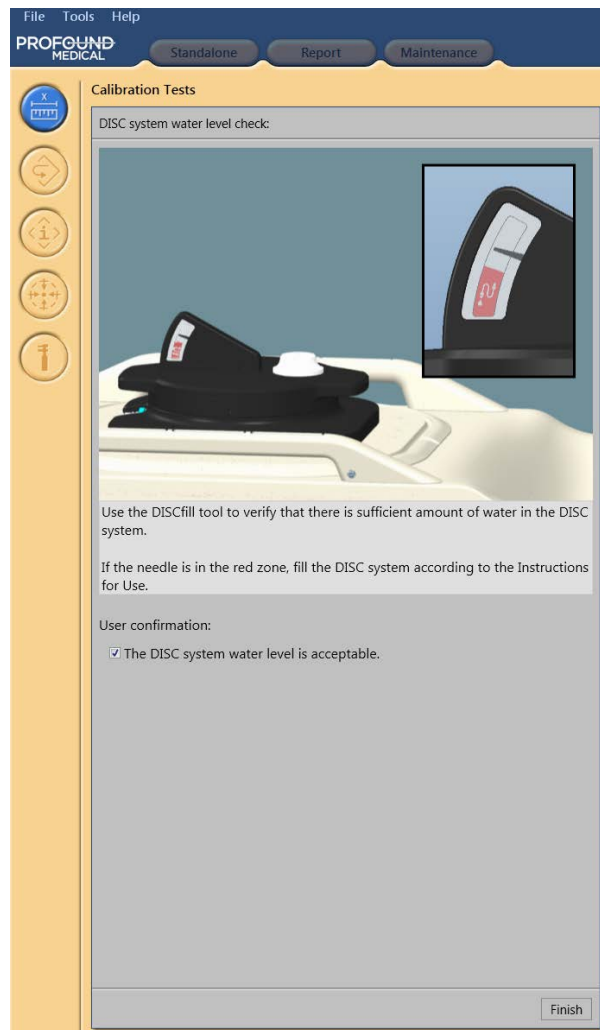 File Tools Help
PROFOUND
MEDICAL
Standalone Report Maintenance
Calibration Tests
DISC system water level check:
Use the DISCfill tool to verify that there is sufficient amount of water in the DISC
system.
If the needle is in the red zone, fill the DISC system according to the Instructions
for Use.
User confirmation:
The DISC system water level is acceptable.
Finish